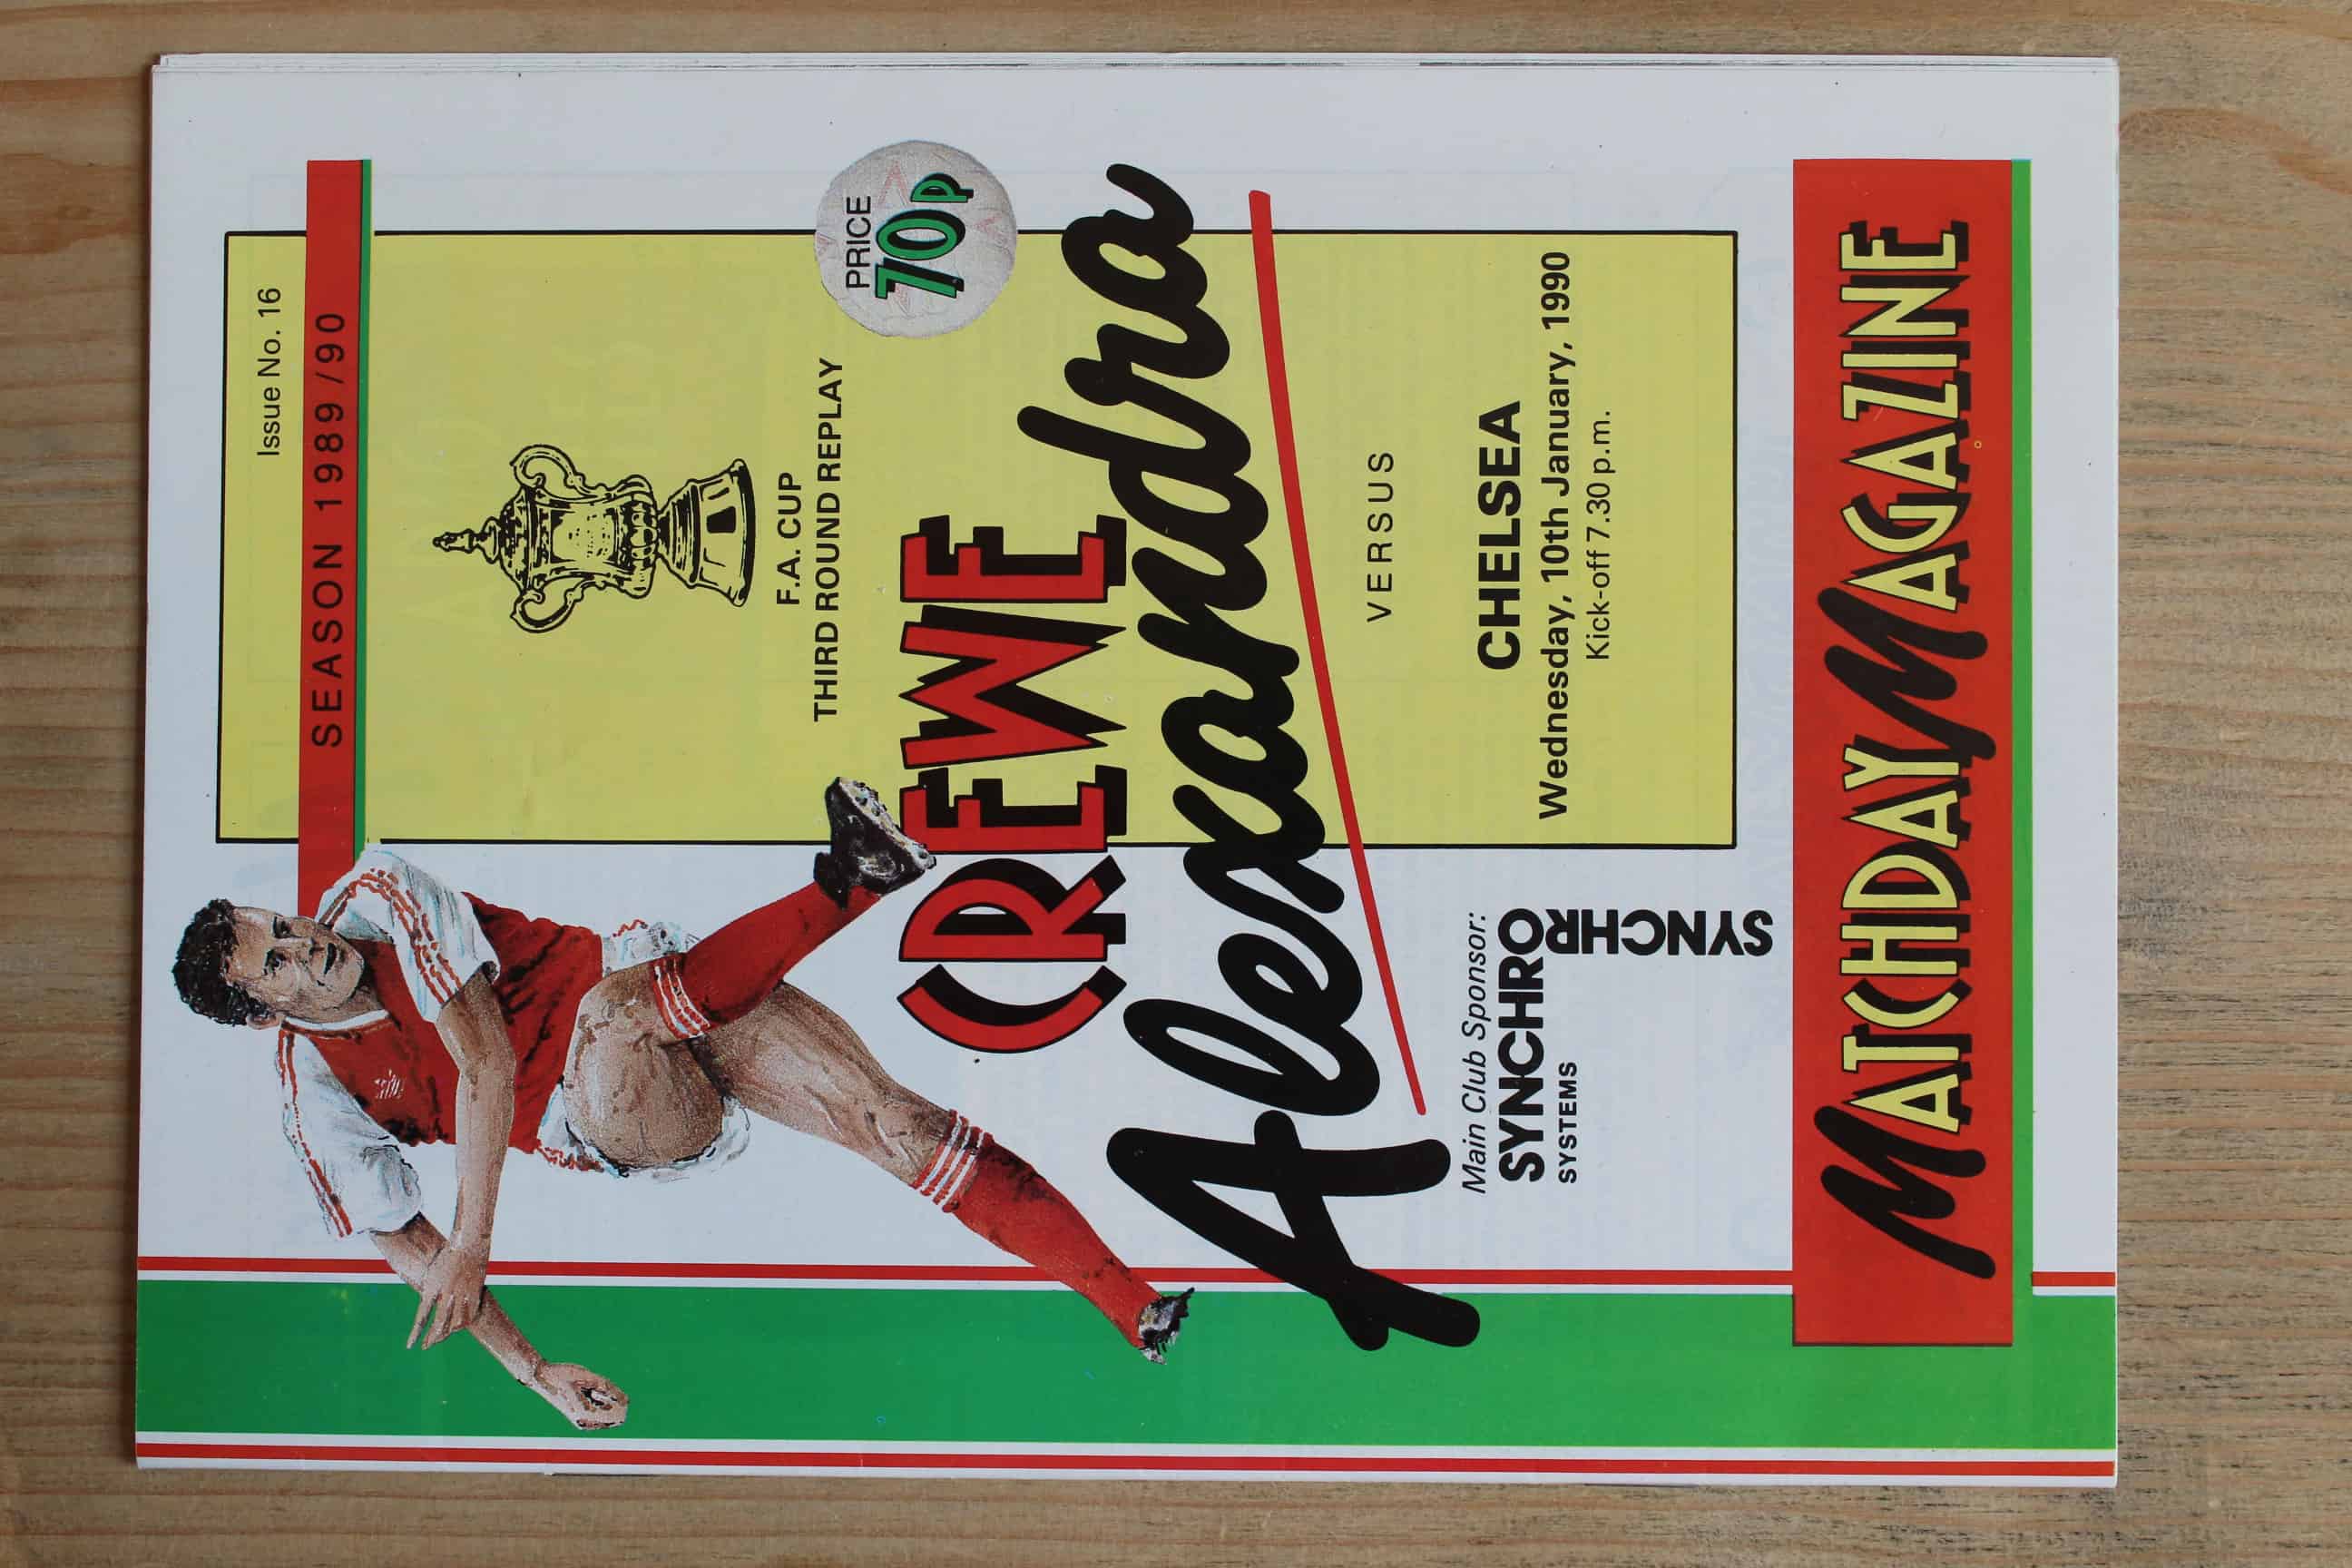 Issue No. 16
SEASON 1989/90
F.A. CUP
THIRD ROUND REPLAY
PRICE
70p
CREWE
Alexandra
VERSUS
CHELSEA
Wednesday, 10th January, 1990
Kick-off 7.30 p.m.
Main Club Sponsor:
SYNCHRO
SYNCHRO
SYSTEMS
MATCHDAY MAGAZINE